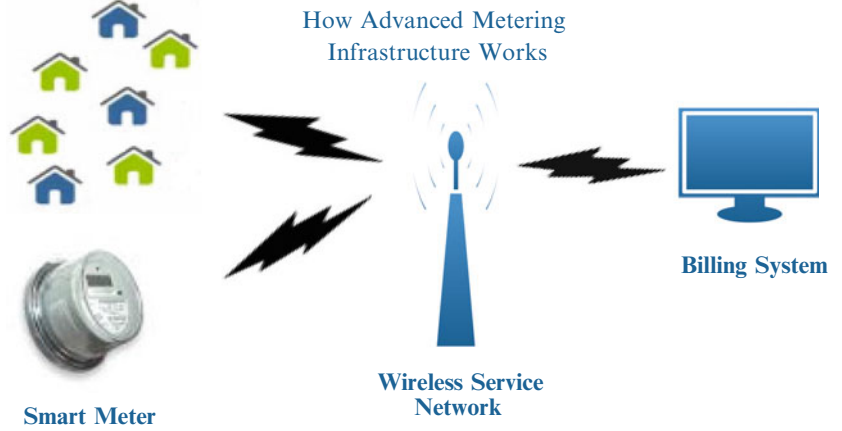 How Advanced Metering
Infrastructure Works
Billing System
Wireless Service
Network
Smart Meter